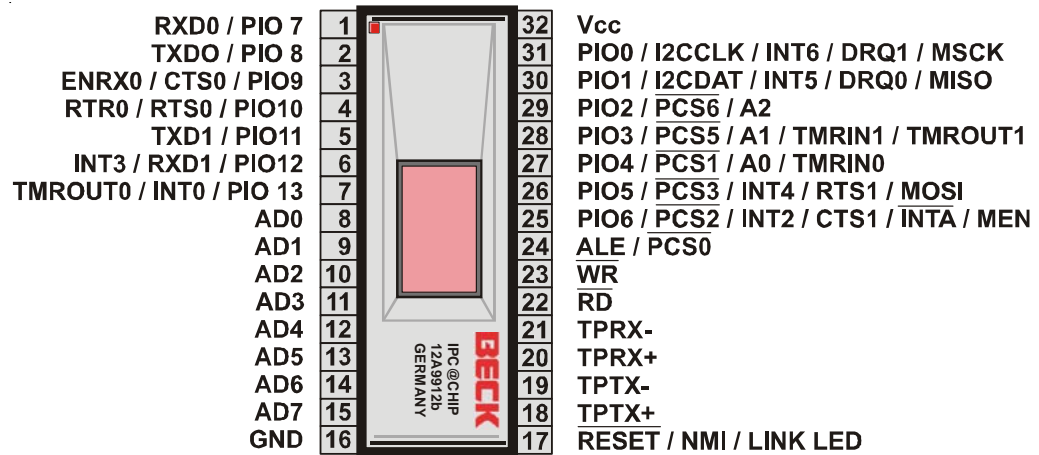 RXD0 / PIO 7 1 32 Vcc
TXDO / PIO 8 2 31 PIO0 / I2CCLK / INT6 / DRQ1 / MSCK
ENRX0 / CTS0 / PIO9 3 30 PIO1 / I2CDAT / INT5 / DRQ0 / MISO
RTR0 / RTS0 / PIO10 4 29 PIO2 / PCS6 / A2
TXD1 / PIO11 5 28 PIO3 / PCS5 / A1 / TMRIN1 / TMROUT1
INT3 / RXD1 / PIO12 6 27 PIO4 / PCS1 / A0 / TMRIN0
TMROUT0 / INT0 / PIO 13 7 26 PIO5 / PCS3 / INT4 / RTS1 / MOSI
AD0 8 25 PIO6 / PCS2 / INT2 / CTS1 / INTA / MEN
AD1 9 24 ALE / PCS0
AD2 10 23 WR
AD3 11 22 RD
AD4 12 21 TPRX-
AD5 13 20 TPRX+
AD6 14 19 TPTX-
AD7 15 18 TPTX+
GND 16 17 RESET / NMI / LINK LED
BECK
IPC@CHIP
12A9912b
GERMANY